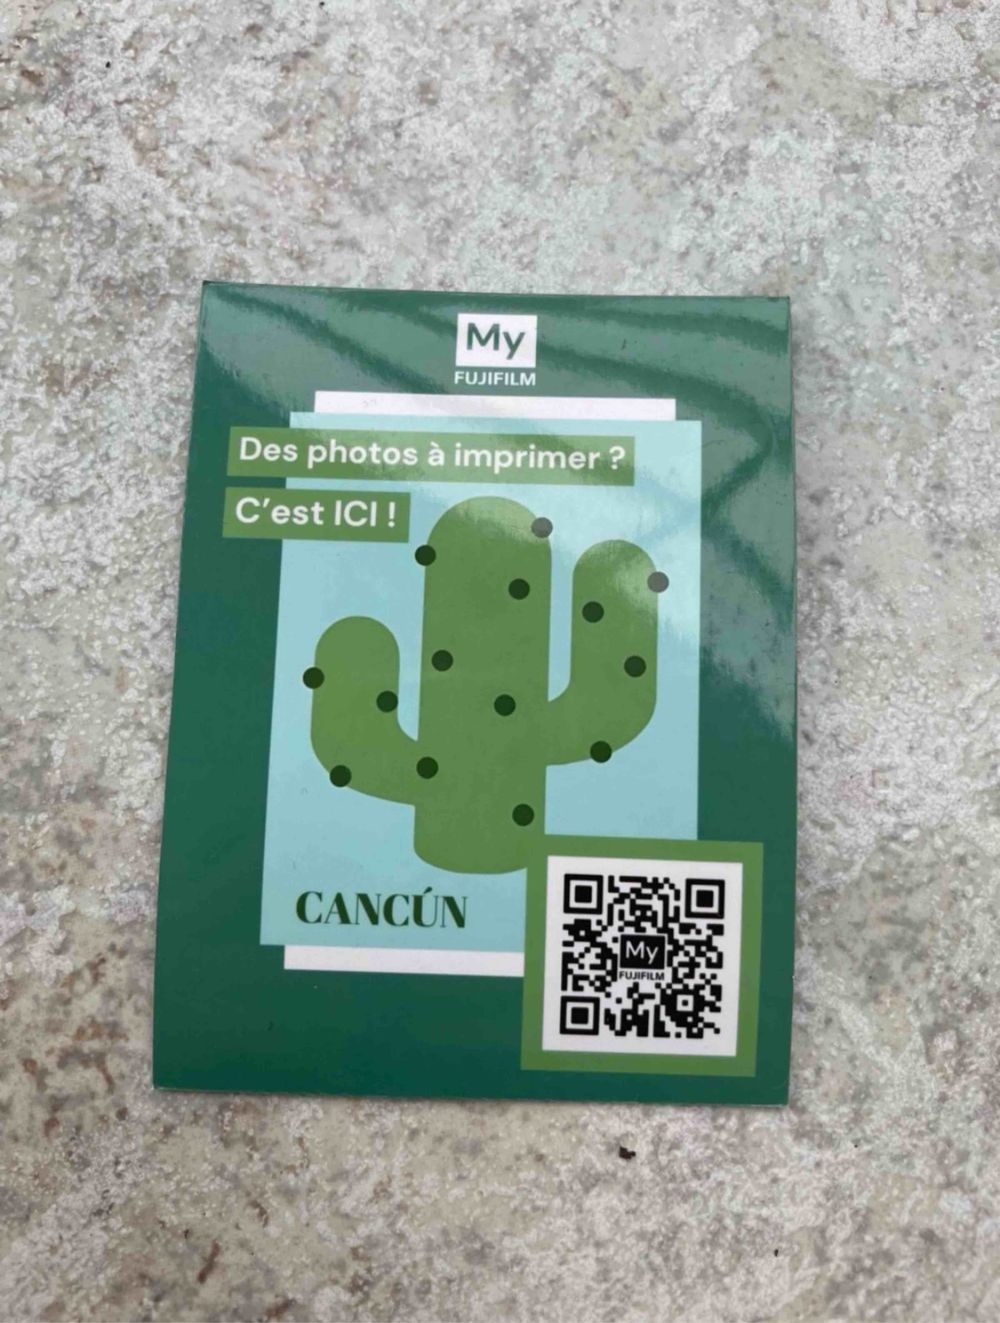 My
FUJIFILM
Des photos à imprimer ?
C'est ICI !
CANCÚN
My
FUJIFILM